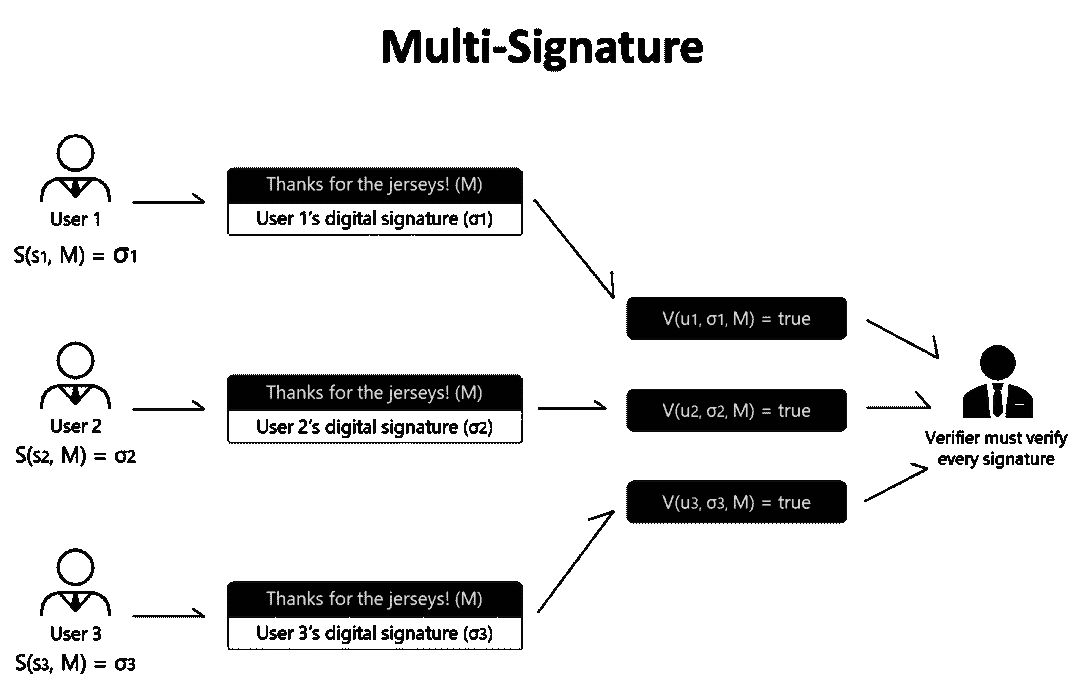 Multi-Signature
User 1
S(s1, M) = σ1
Thanks for the jerseys! (M)
User 1's digital signature (σ1)
V(u1, σ1, M) = true
User 2
S(s2, M) = σ2
Thanks for the jerseys! (M)
User 2's digital signature (σ2)
V(u2, σ2, M) = true
Verifier must verify
every signature
V(u3, σ3, M) = true
User 3
S(s3, M) = σ3
Thanks for the jerseys! (M)
User 3's digital signature (σ3)